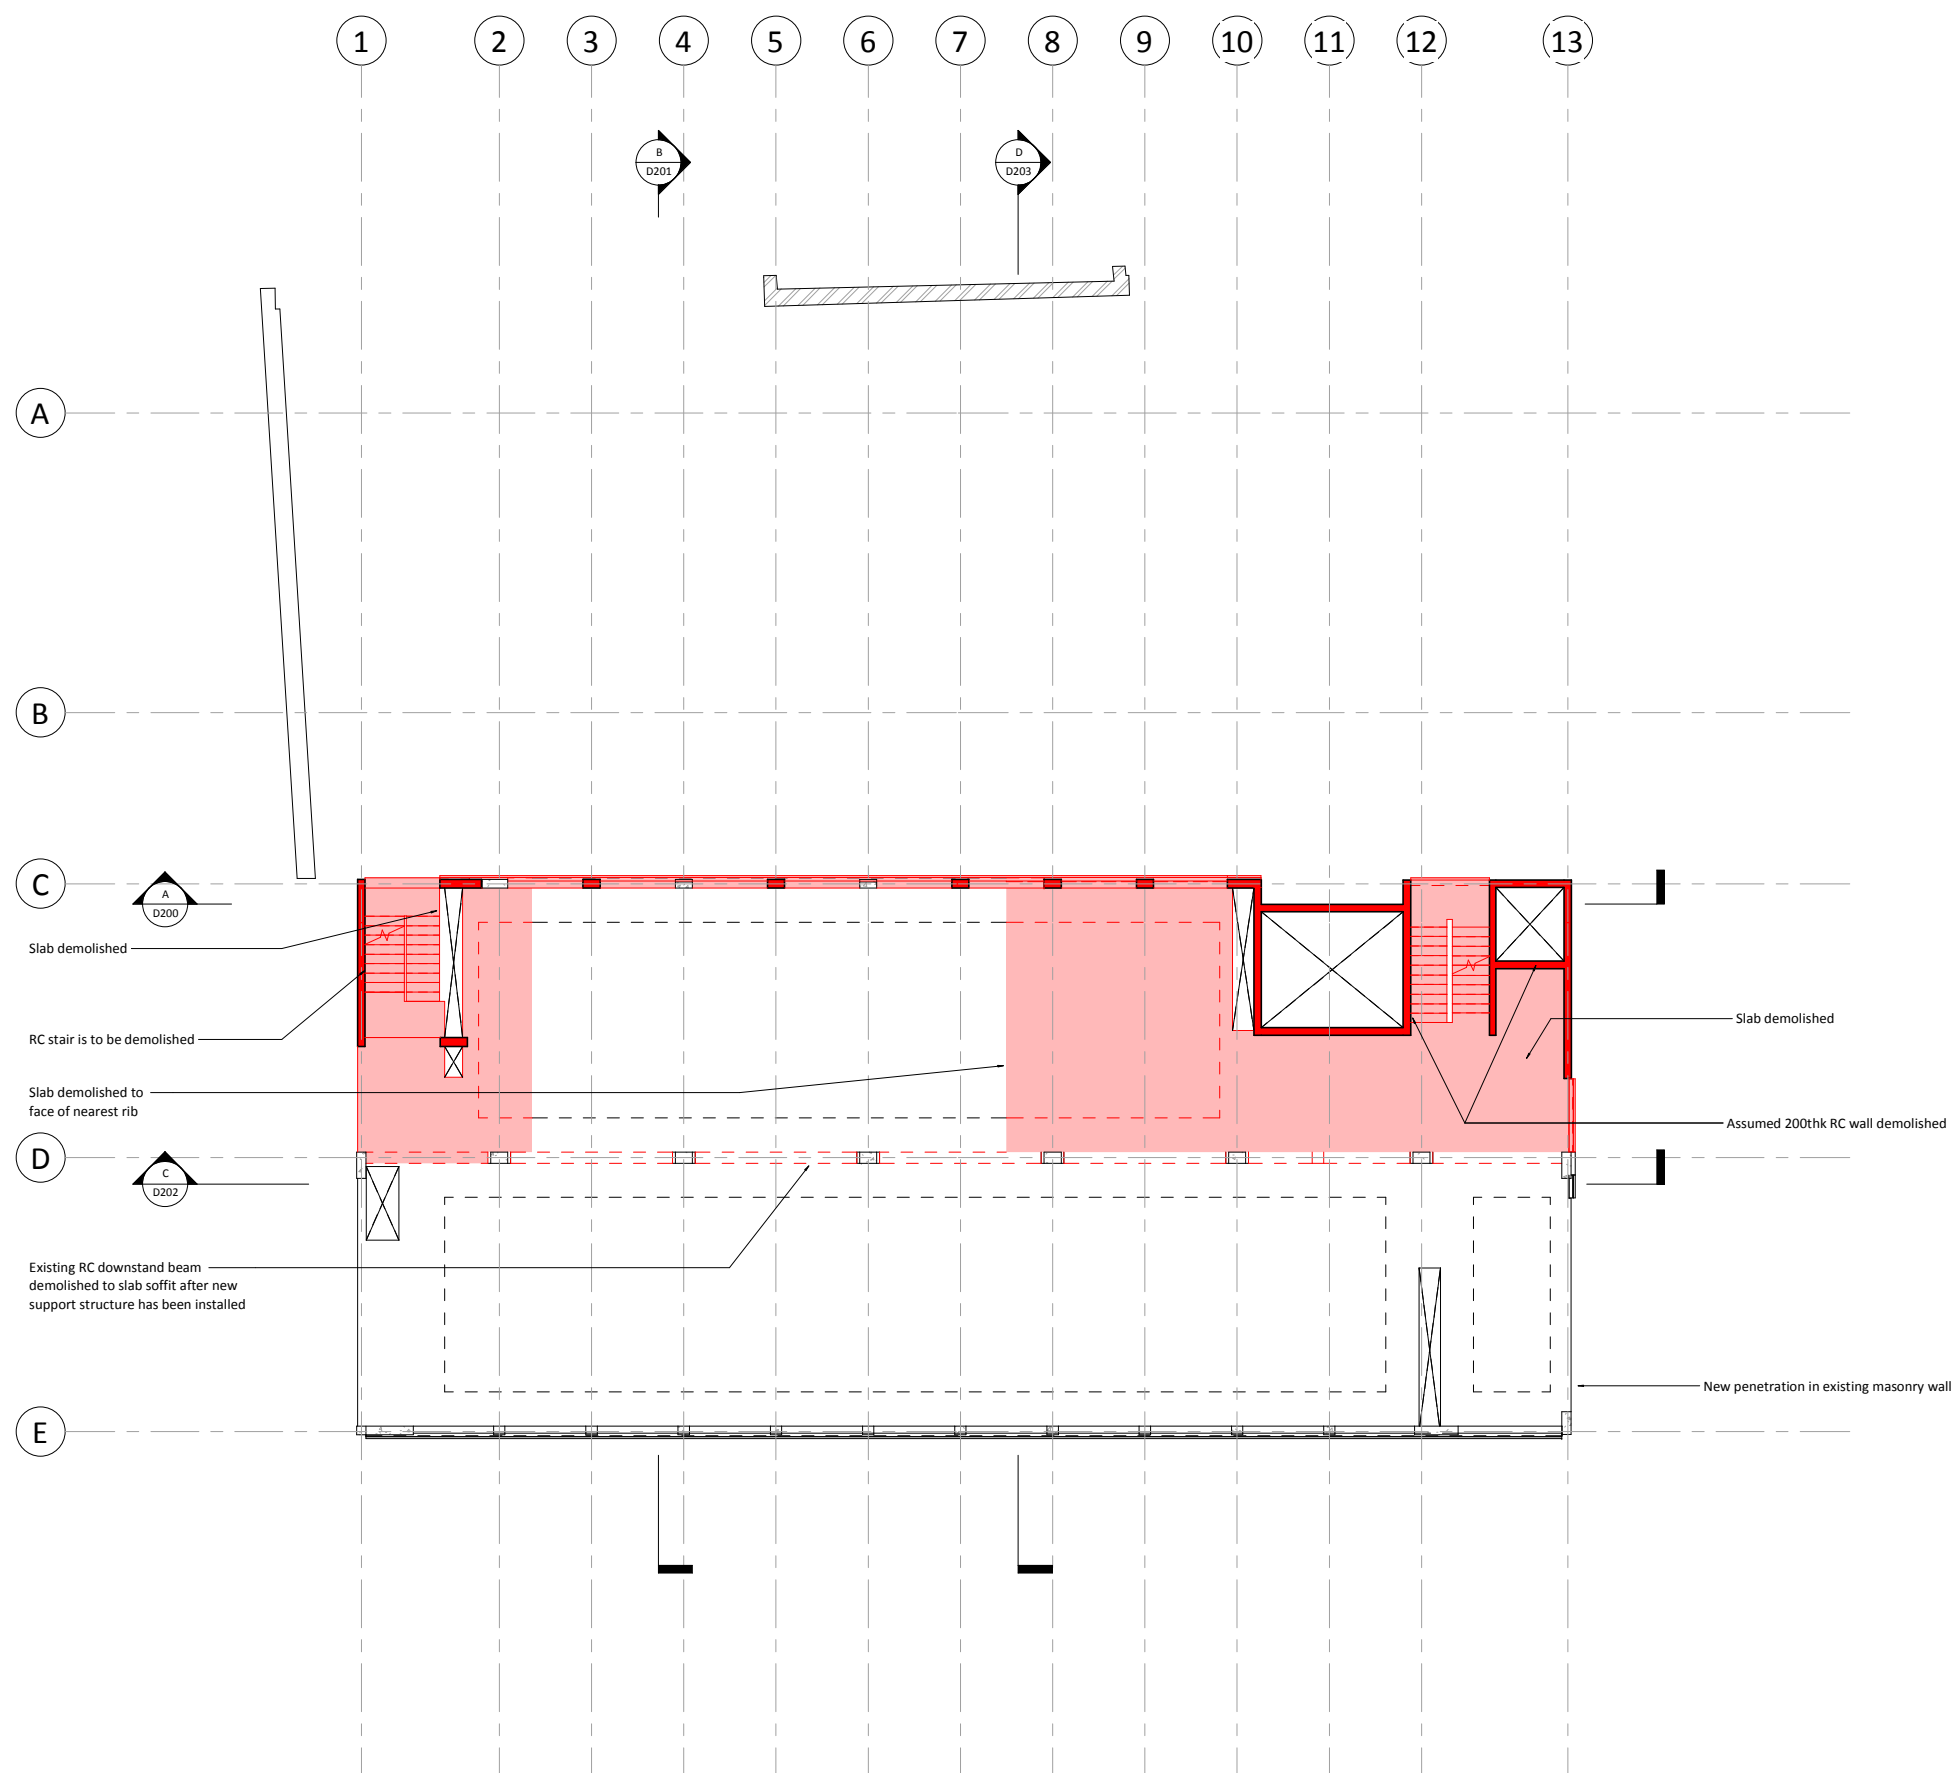 1 2 3 4 5 6 7 8 9 10 11 12 13
B D
D201 D203
A
B
C
A
D200
Slab demolished
RC stair is to be demolished
Slab demolished
Slab demolished to
face of nearest rib
Assumed 200thk RC wall demolished
D
C
D202
Existing RC downstand beam
demolished to slab soffit after new
support structure has been installed
New penetration in existing masonry wall
E